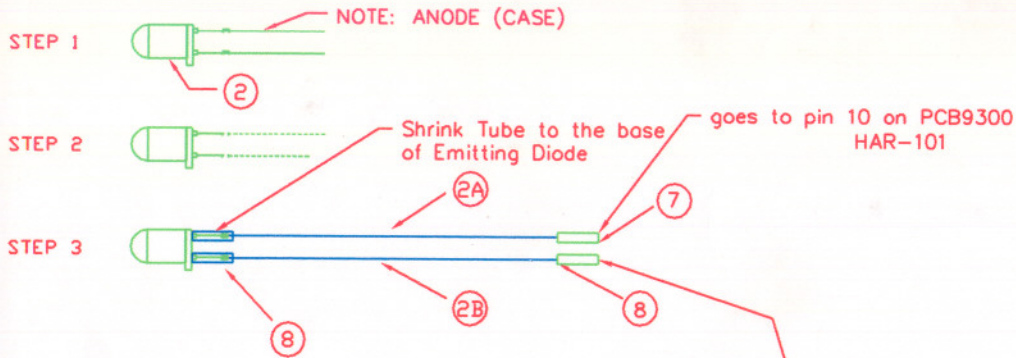 NOTE: ANODE (CASE)
STEP 1
2
STEP 2
Shrink Tube to the base
of Emitting Diode
goes to pin 10 on PCB9300
HAR-101
2A
7
STEP 3
2B
8
8